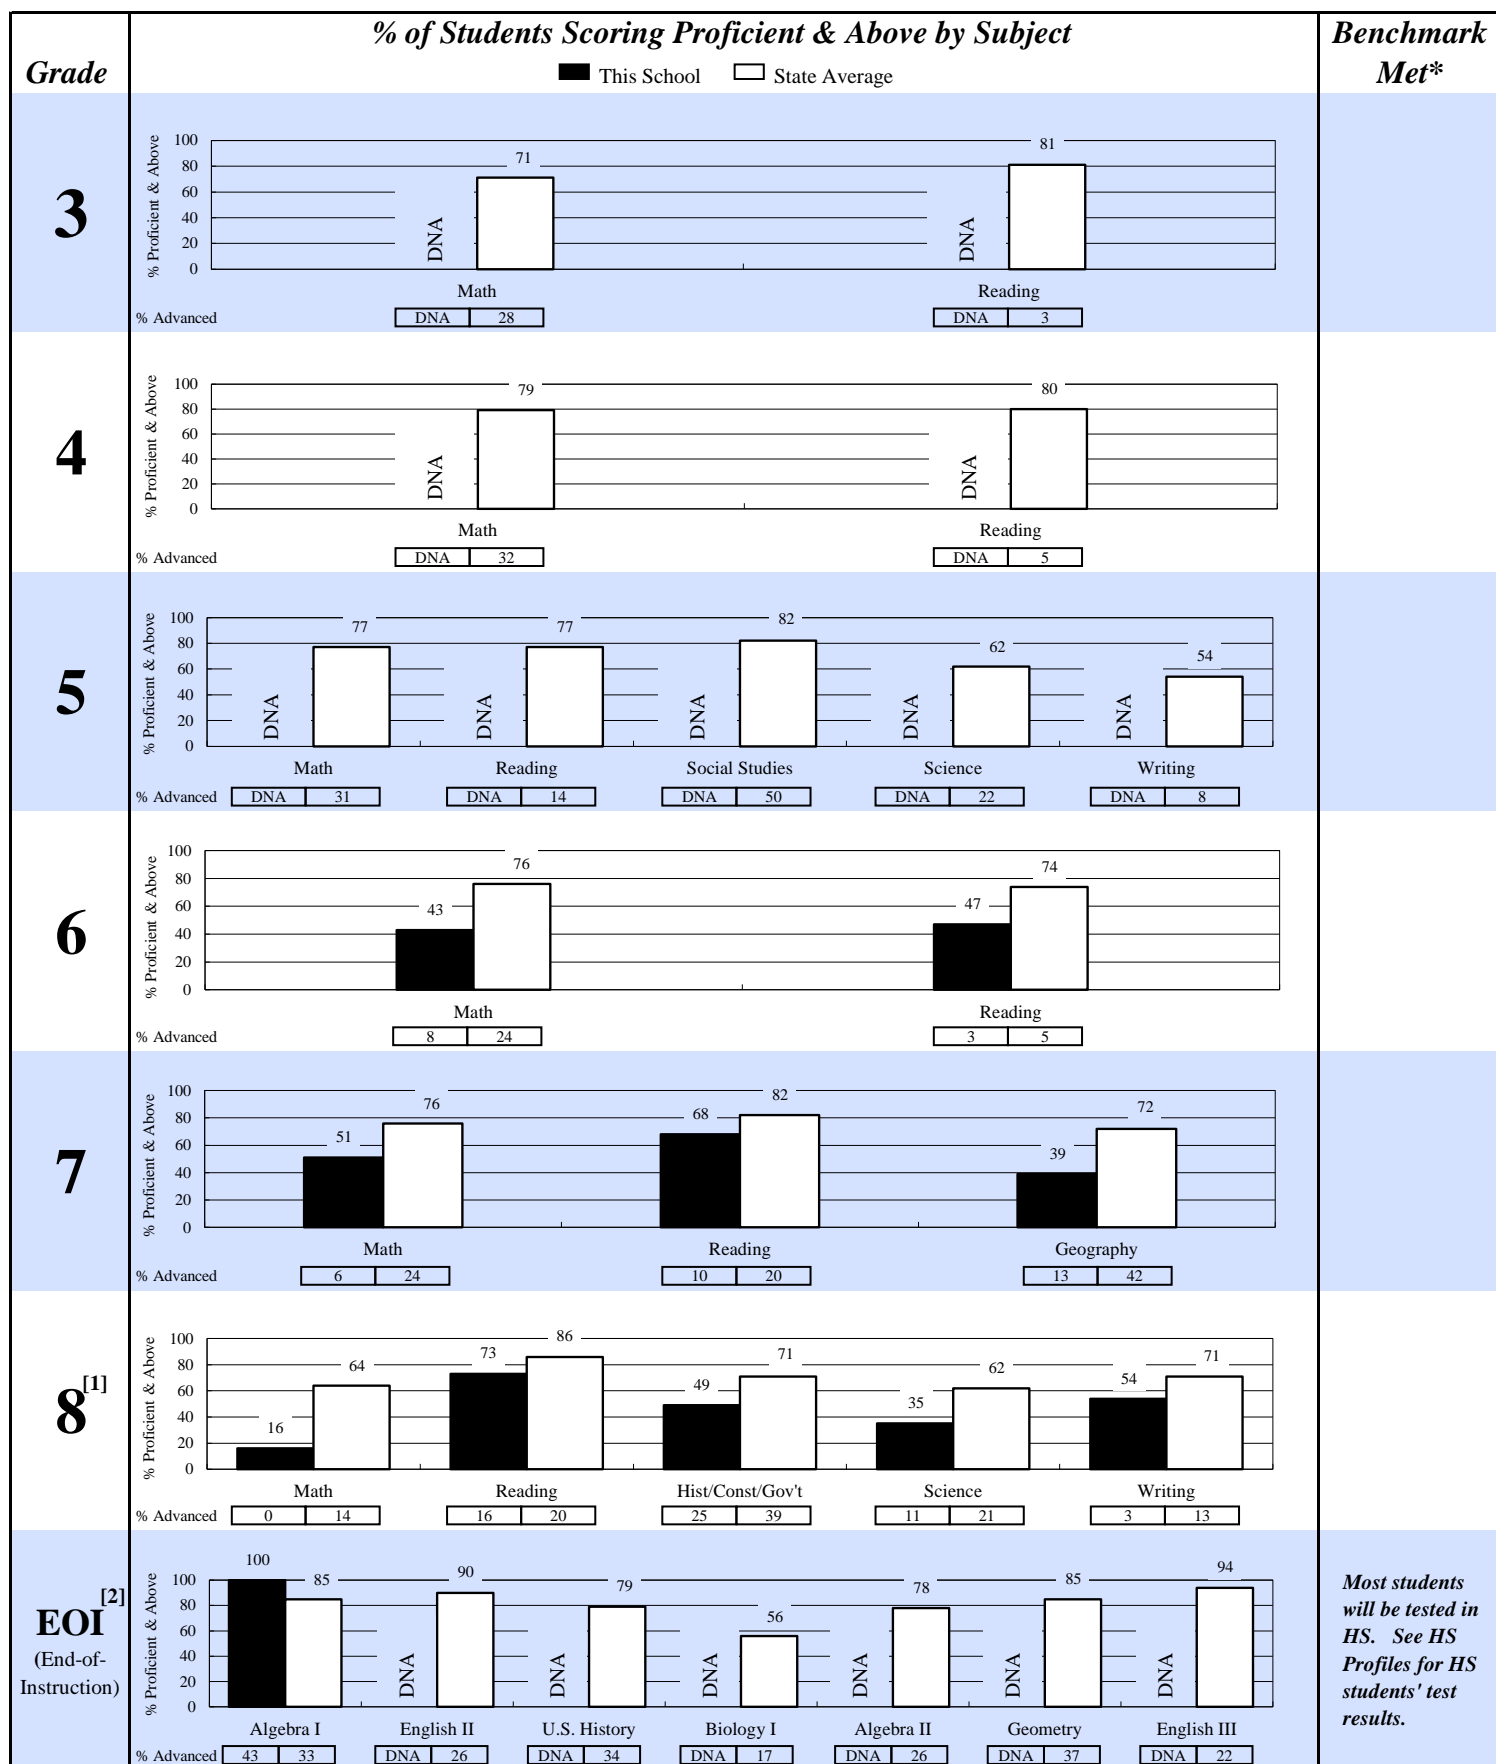 % of Students Scoring Proficient & Above by Subject
Benchmark
Met*
Grade
This School State Average
3
% Proficient & Above
100
80
60
40
20
0
DNA 71 DNA 81
Math Reading
% Advanced DNA 28 DNA 3
4
% Proficient & Above
100
80
60
40
20
0
DNA 79 DNA 80
Math Reading
% Advanced DNA 32 DNA 5
5
% Proficient & Above
100
80
60
40
20
0
DNA 77 DNA 77 DNA 82 DNA 62 DNA 54
Math Reading Social Studies Science Writing
% Advanced DNA 31 DNA 14 DNA 50 DNA 22 DNA 8
6
% Proficient & Above
100
80
60
40
20
0
43 76 47 74
Math Reading
% Advanced 8 24 3 5
7
% Proficient & Above
100
80
60
40
20
0
51 76 68 82 39 72
Math Reading Geography
% Advanced 6 24 10 20 13 42
8[1]
% Proficient & Above
100
80
60
40
20
0
16 64 73 86 49 71 35 62 54 71
Math Reading Hist/Const/Gov't Science Writing
% Advanced 0 14 16 20 25 39 11 21 3 13
EOI[2]
(End-of-
Instruction)
% Proficient & Above
100
80
60
40
20
0
100 85 DNA 90 DNA 79 DNA 56 DNA 78 DNA 85 DNA 94
Algebra I English II U.S. History Biology I Algebra II Geometry English III
% Advanced 43 33 DNA 26 DNA 34 DNA 17 DNA 26 DNA 37 DNA 22
Most students
will be tested in
HS. See HS
Profiles for HS
students' test
results.